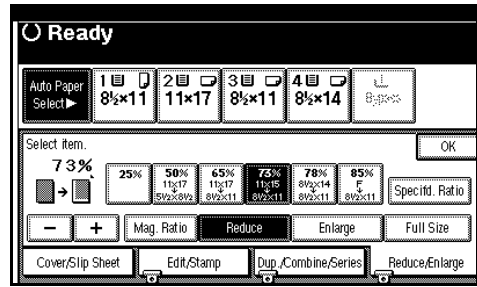 Ready
Auto Paper Select▶
1 8½×11
2 11×17
3 8½×11
4 8½×14
Bypass
Select item.
OK
73%
25%
50% 11×17 ↓ 5½×8½
65% 11×17 ↓ 8½×11
73% 11×15 ↓ 8½×11
78% 8½×14 ↓ 8½×11
85% F ↓ 8½×11
Specifd. Ratio
− + Mag. Ratio Reduce Enlarge Full Size
Cover/Slip Sheet Edit/Stamp Dup./Combine/Series Reduce/Enlarge